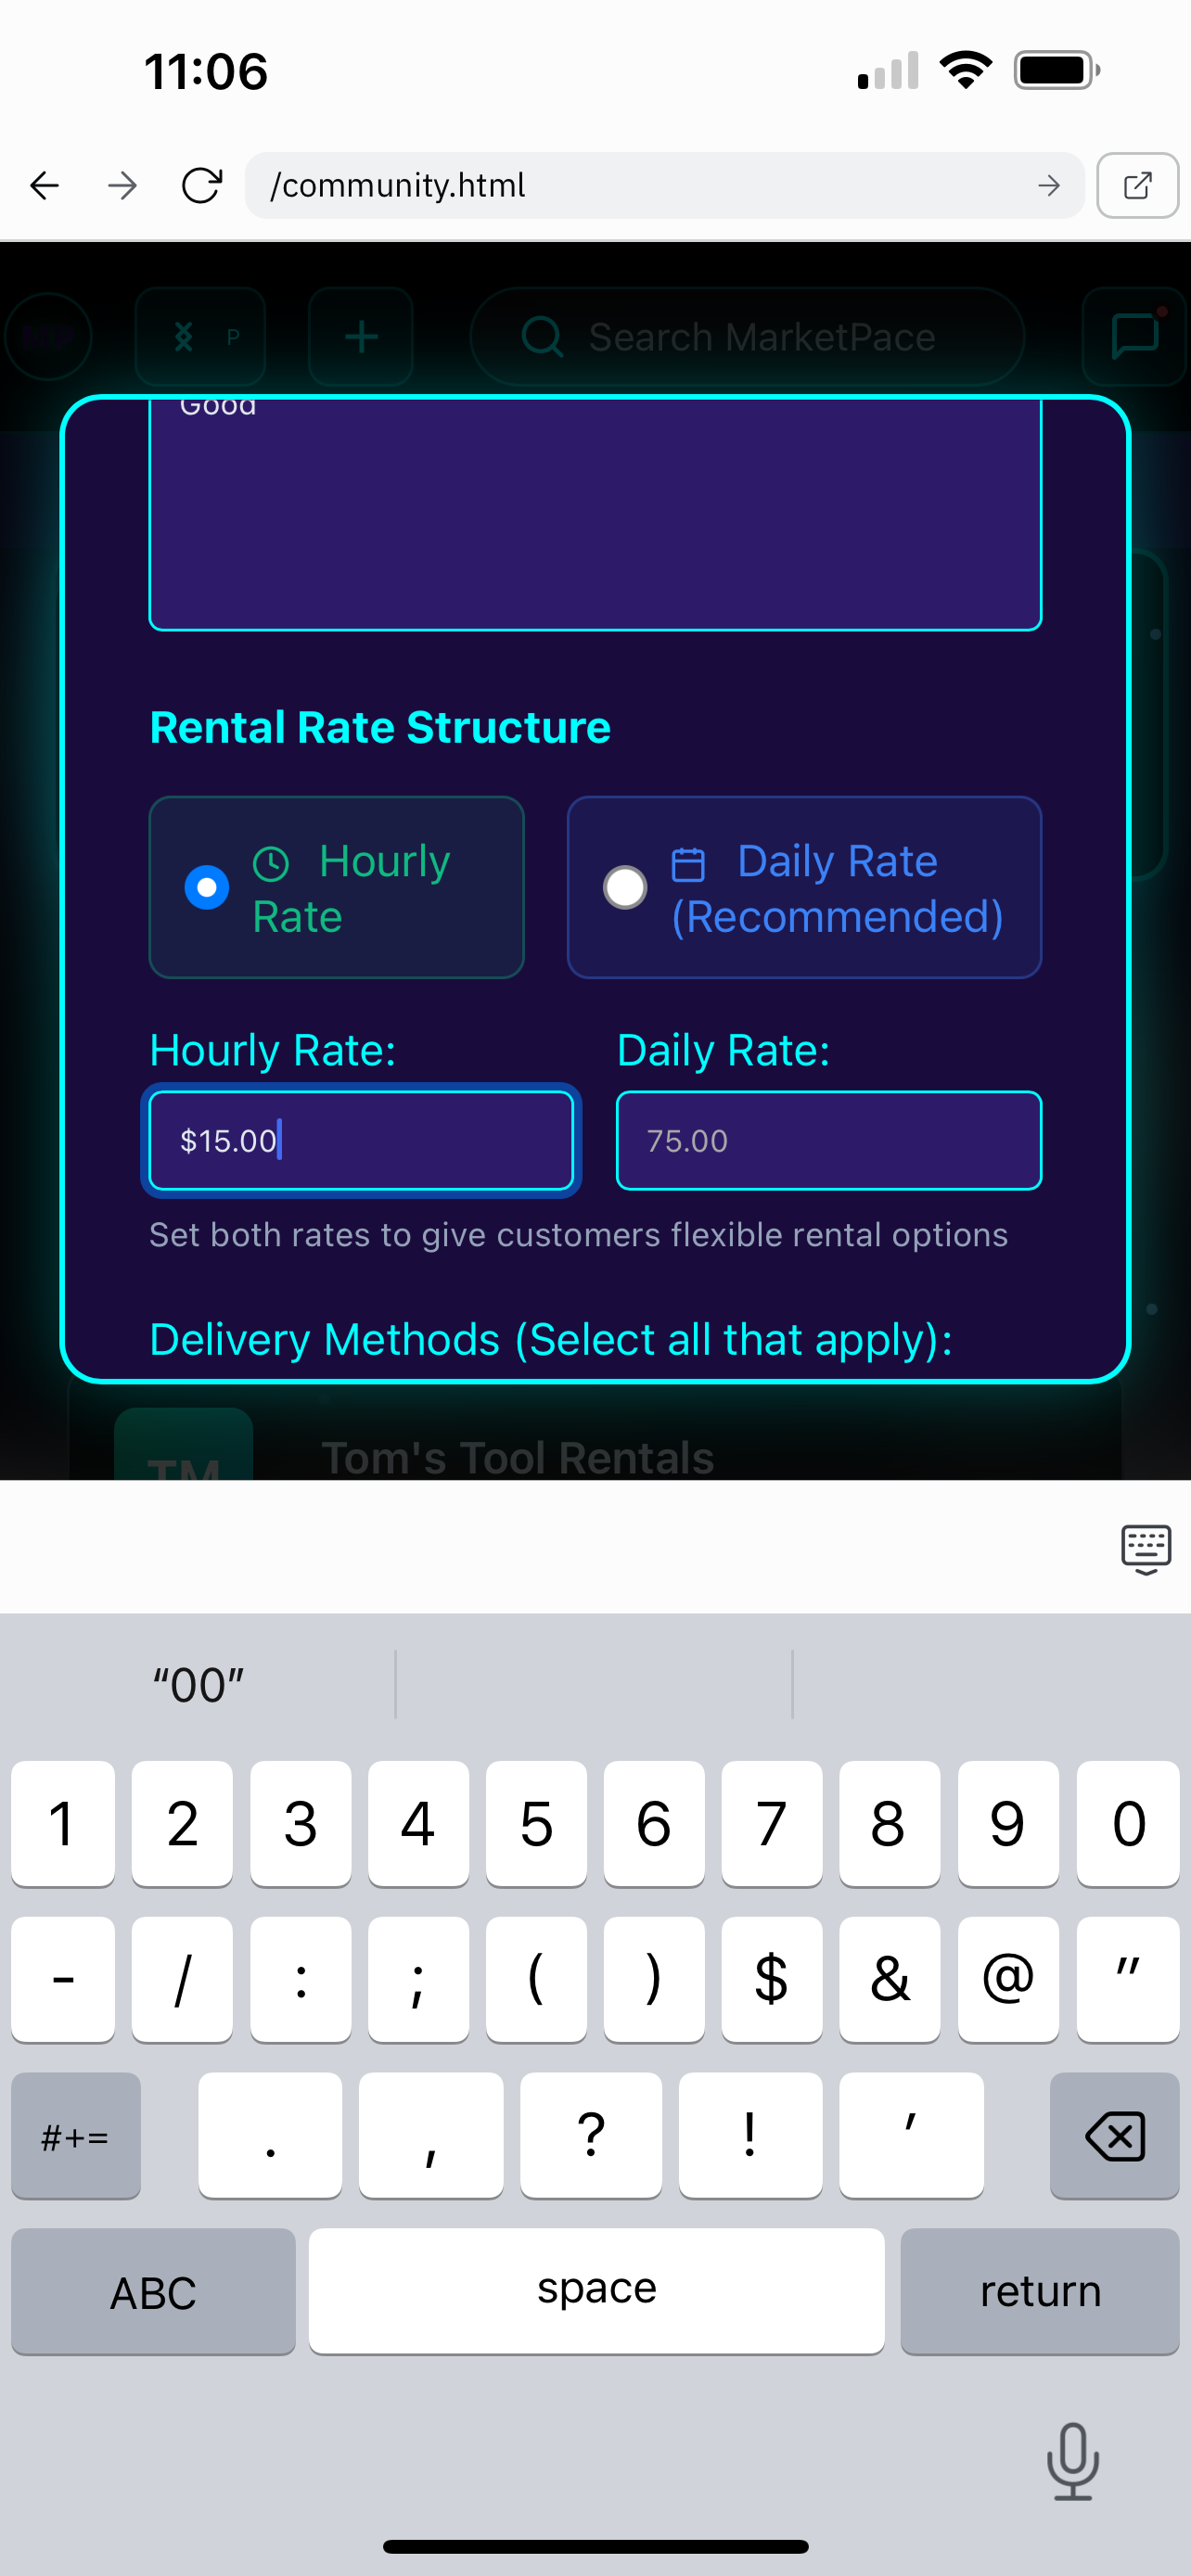 11:06
/community.html
MP
P
+
Search MarketPace
Good
Rental Rate Structure
Hourly
Rate
Daily Rate
(Recommended)
Hourly Rate:
Daily Rate:
$15.00
75.00
Set both rates to give customers flexible rental options
Delivery Methods (Select all that apply):
TM
Tom's Tool Rentals
“00”
1 2 3 4 5 6 7 8 9 0
- / : ; ( ) $ & @ "
#+= . , ? ! ’
ABC space return